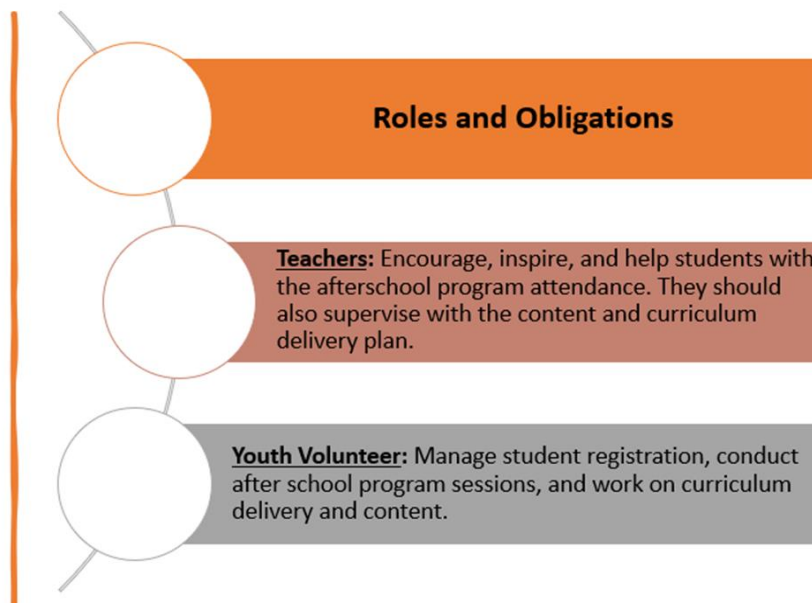 Roles and Obligations
Teachers: Encourage, inspire, and help students with
the afterschool program attendance. They should
also supervise with the content and curriculum
delivery plan.
Youth Volunteer: Manage student registration, conduct
after school program sessions, and work on curriculum
delivery and content.